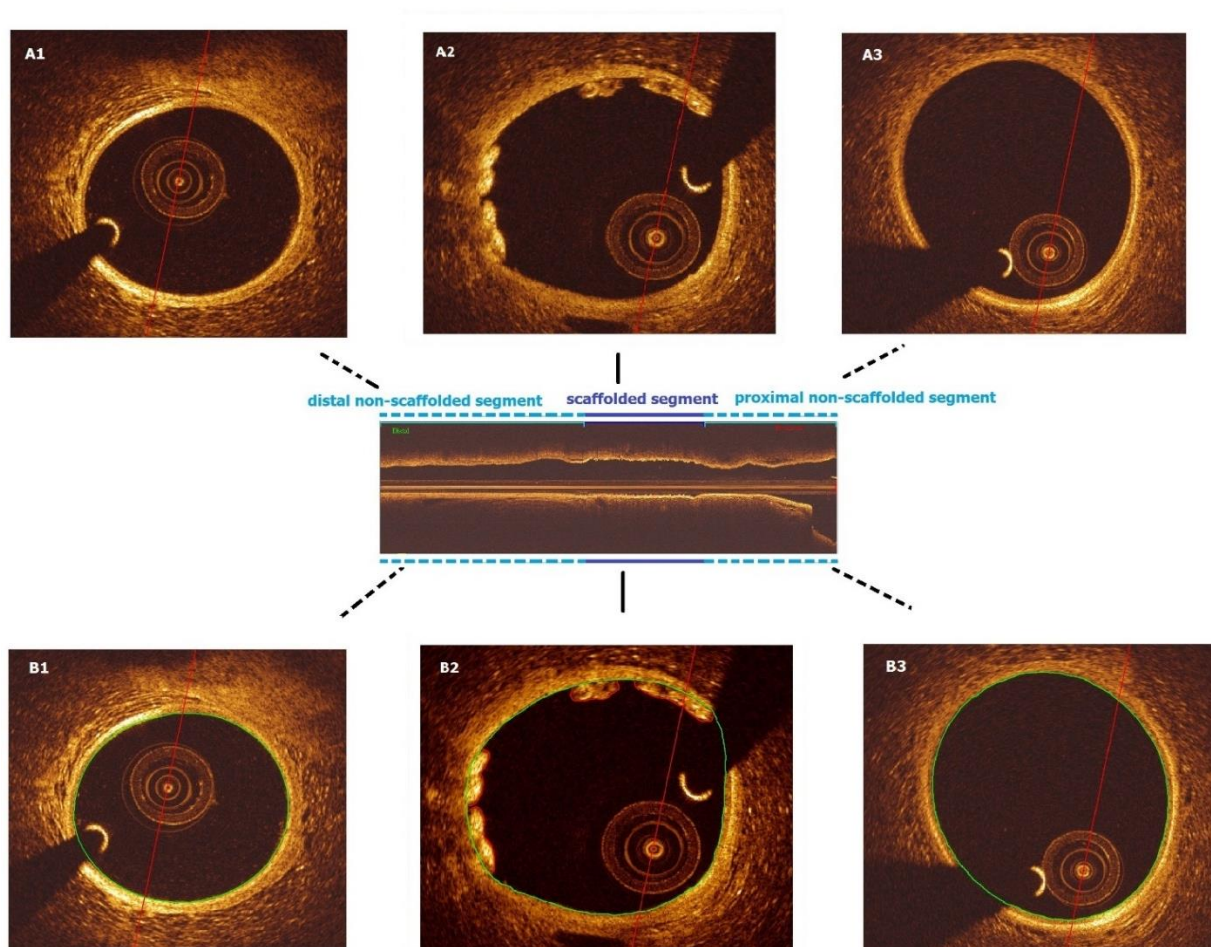 A1
A2
A3
distal non-scaffolded segment
scaffolded segment
proximal non-scaffolded segment
Distal
B1
B2
B3